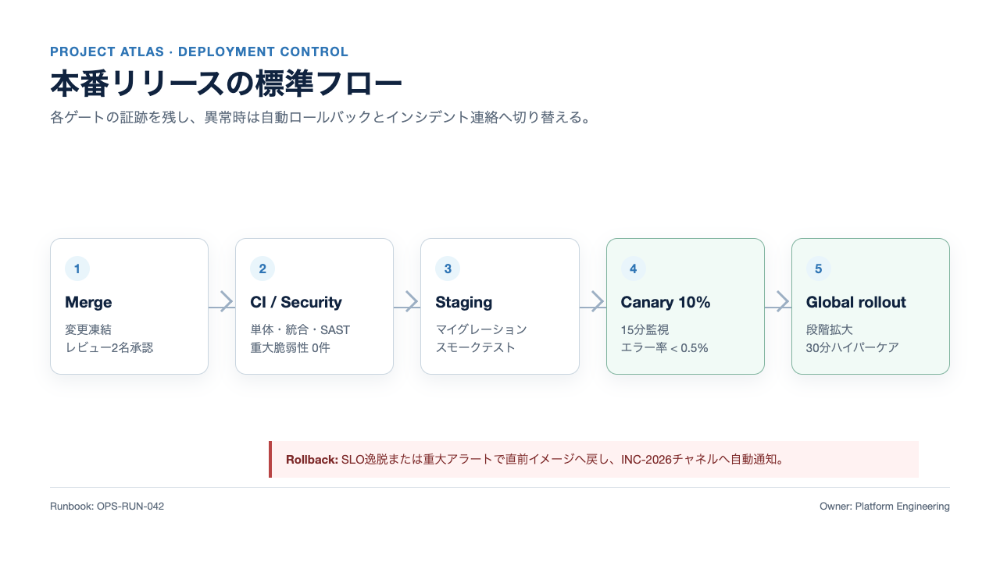 PROJECT ATLAS · DEPLOYMENT CONTROL
本番リリースの標準フロー
各ゲートの証跡を残し、異常時は自動ロールバックとインシデント連絡へ切り替える。
1
Merge
変更凍結
レビュー2名承認
2
CI / Security
単体・統合・SAST
重大脆弱性 0件
3
Staging
マイグレーション
スモークテスト
4
Canary 10%
15分監視
エラー率 < 0.5%
5
Global rollout
段階拡大
30分ハイパーケア
Rollback: SLO逸脱または重大アラートで直前イメージへ戻し、INC-2026チャネルへ自動通知。
Runbook: OPS-RUN-042
Owner: Platform Engineering